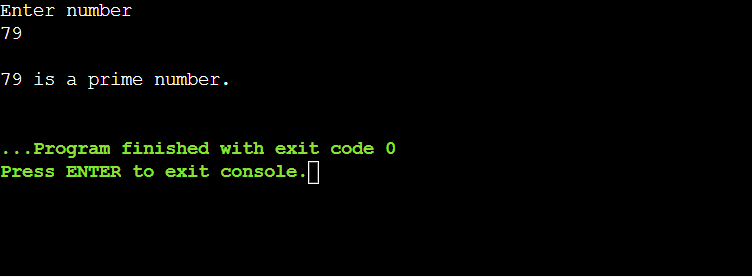 Enter number
79
79 is a prime number.
...Program finished with exit code 0
Press ENTER to exit console.